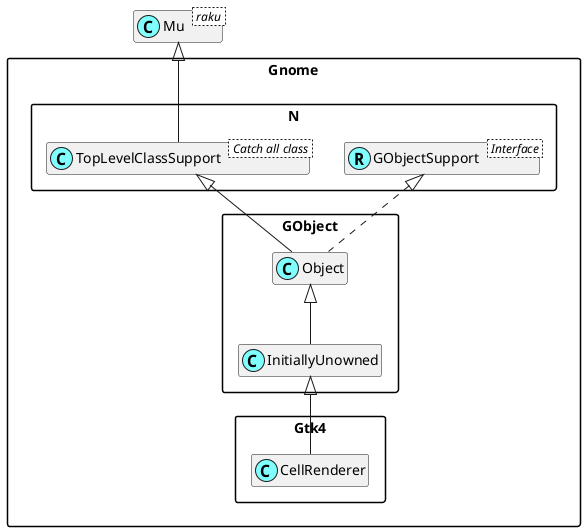 C Mu raku
Gnome
N
C TopLevelClassSupport Catch all class
R GObjectSupport Interface
GObject
C Object
C InitiallyUnowned
Gtk4
C CellRenderer